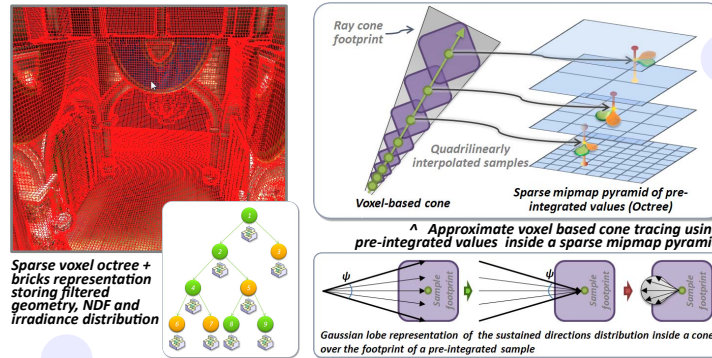 Sparse voxel octree +
bricks representation
storing filtered
geometry, NDF and
irradiance distribution
1
2
3
4
5
6
7
8
9
Ray cone
footprint
Quadrilinearly
interpolated samples
Voxel-based cone
Sparse mipmap pyramid of pre-
integrated values (Octree)
^ Approximate voxel based cone tracing using
pre-integrated values inside a sparse mipmap pyramid
ψ
Sample
footprint
ψ
Sample
footprint
Sample
footprint
Gaussian lobe representation of the sustained directions distribution inside a cone
over the footprint of a pre-integrated sample